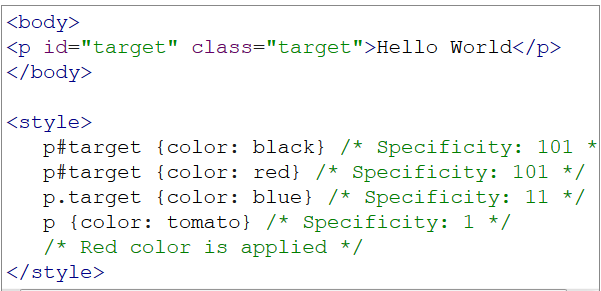 <body>
<p id="target" class="target">Hello World</p>
</body>
<style>
p#target {color: black} /* Specificity: 101 *
p#target {color: red} /* Specificity: 101 */
p.target {color: blue} /* Specificity: 11 */
p {color: tomato} /* Specificity: 1 */
/* Red color is applied */
</style>